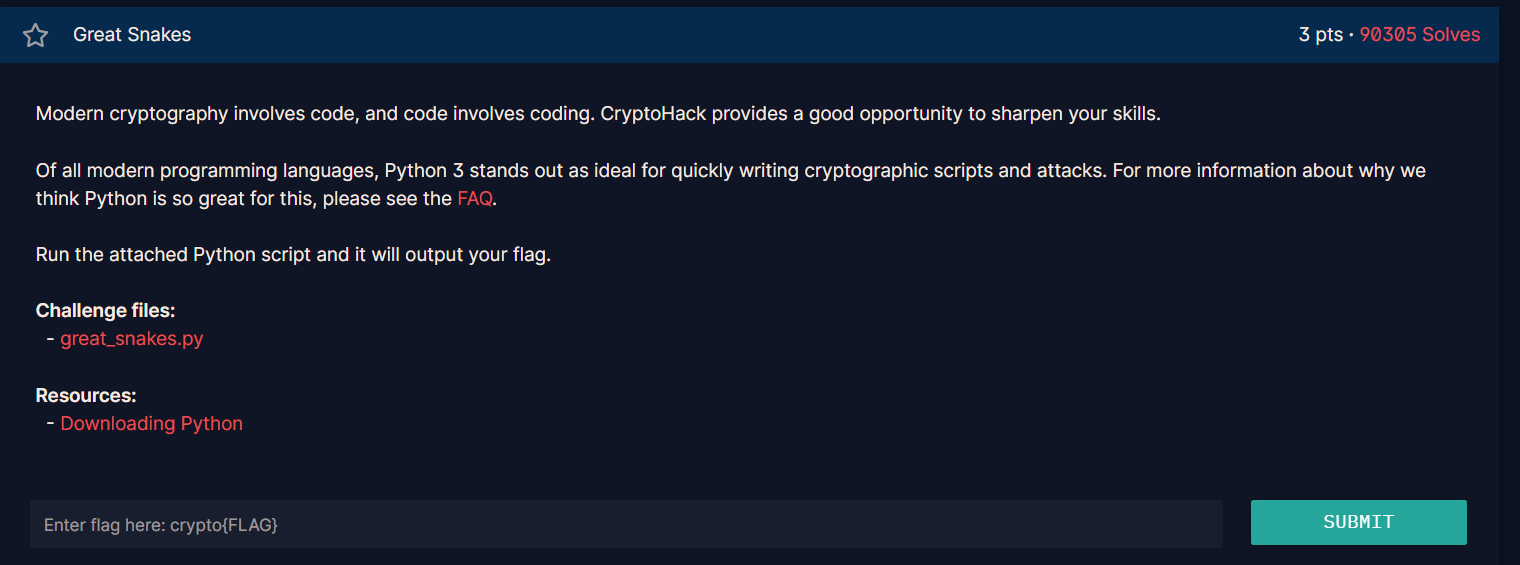 Great Snakes
3 pts · 90305 Solves
Modern cryptography involves code, and code involves coding. CryptoHack provides a good opportunity to sharpen your skills.
Of all modern programming languages, Python 3 stands out as ideal for quickly writing cryptographic scripts and attacks. For more information about why we
think Python is so great for this, please see the FAQ.
Run the attached Python script and it will output your flag.
Challenge files:
- great_snakes.py
Resources:
- Downloading Python
Enter flag here: crypto{FLAG}
SUBMIT